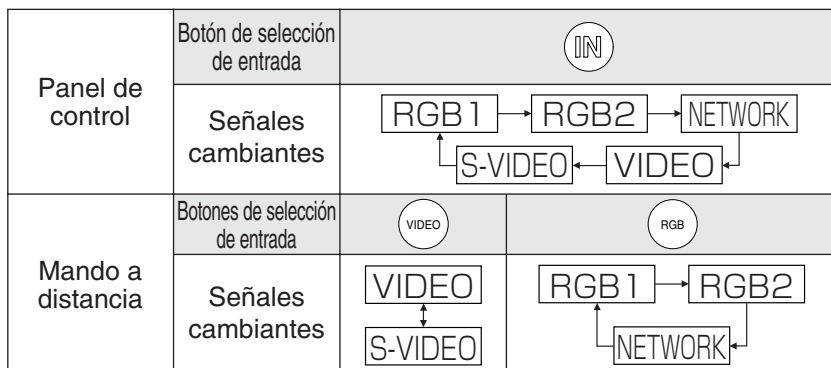 Panel de
control
Botón de selección
de entrada
IN
Señales
cambiantes
RGB1
RGB2
NETWORK
S-VIDEO
VIDEO
Mando a
distancia
Botones de selección
de entrada
VIDEO
RGB
Señales
cambiantes
VIDEO
S-VIDEO
RGB1
RGB2
NETWORK